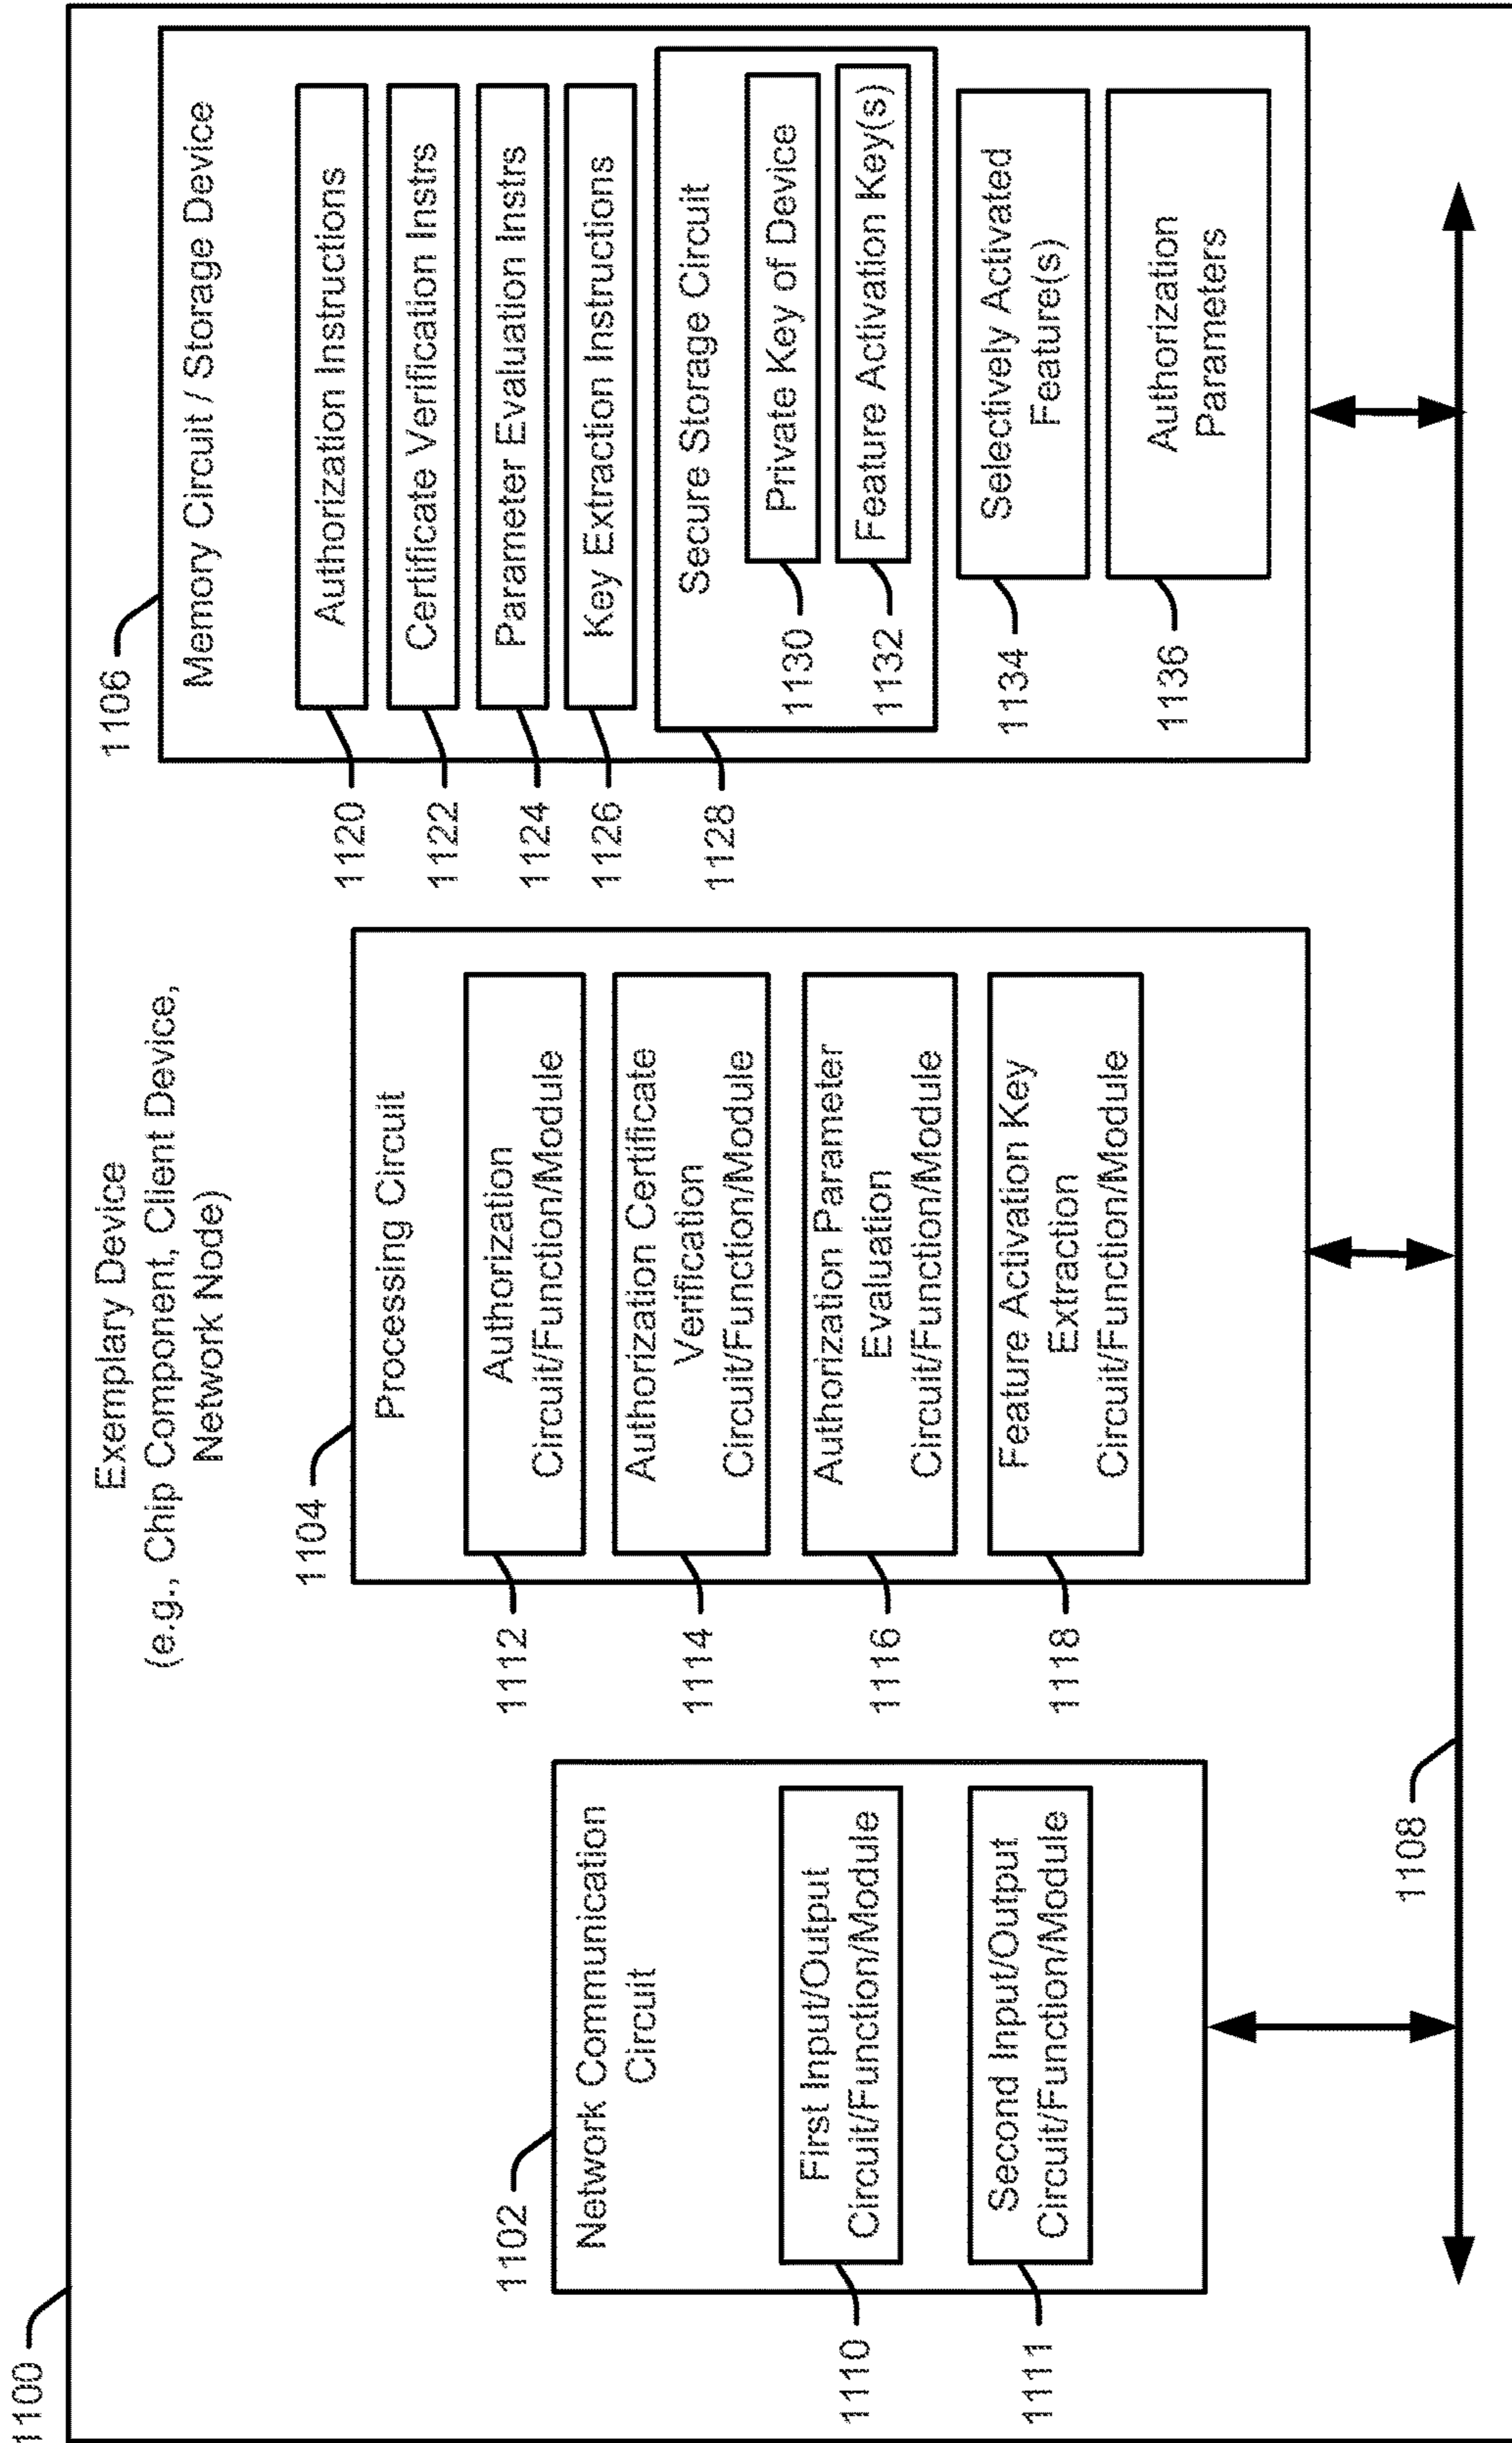 1100
Exemplary Device
(e.g., Chip Component, Client Device,
Network Node)
1102
Network Communication
Circuit
1110
First Input/Output
Circuit/Function/Module
1111
Second Input/Output
Circuit/Function/Module
1104
Processing Circuit
1112
Authorization
Circuit/Function/Module
1114
Authorization Certificate
Verification
Circuit/Function/Module
1116
Authorization Parameter
Evaluation
Circuit/Function/Module
1118
Feature Activation Key
Extraction
Circuit/Function/Module
1106
Memory Circuit / Storage Device
1120
Authorization Instructions
1122
Certificate Verification Instrs
1124
Parameter Evaluation Instrs
1126
Key Extraction Instructions
1128
Secure Storage Circuit
1130
Private Key of Device
1132
Feature Activation Key(s)
1134
Selectively Activated
Feature(s)
1136
Authorization
Parameters
1108